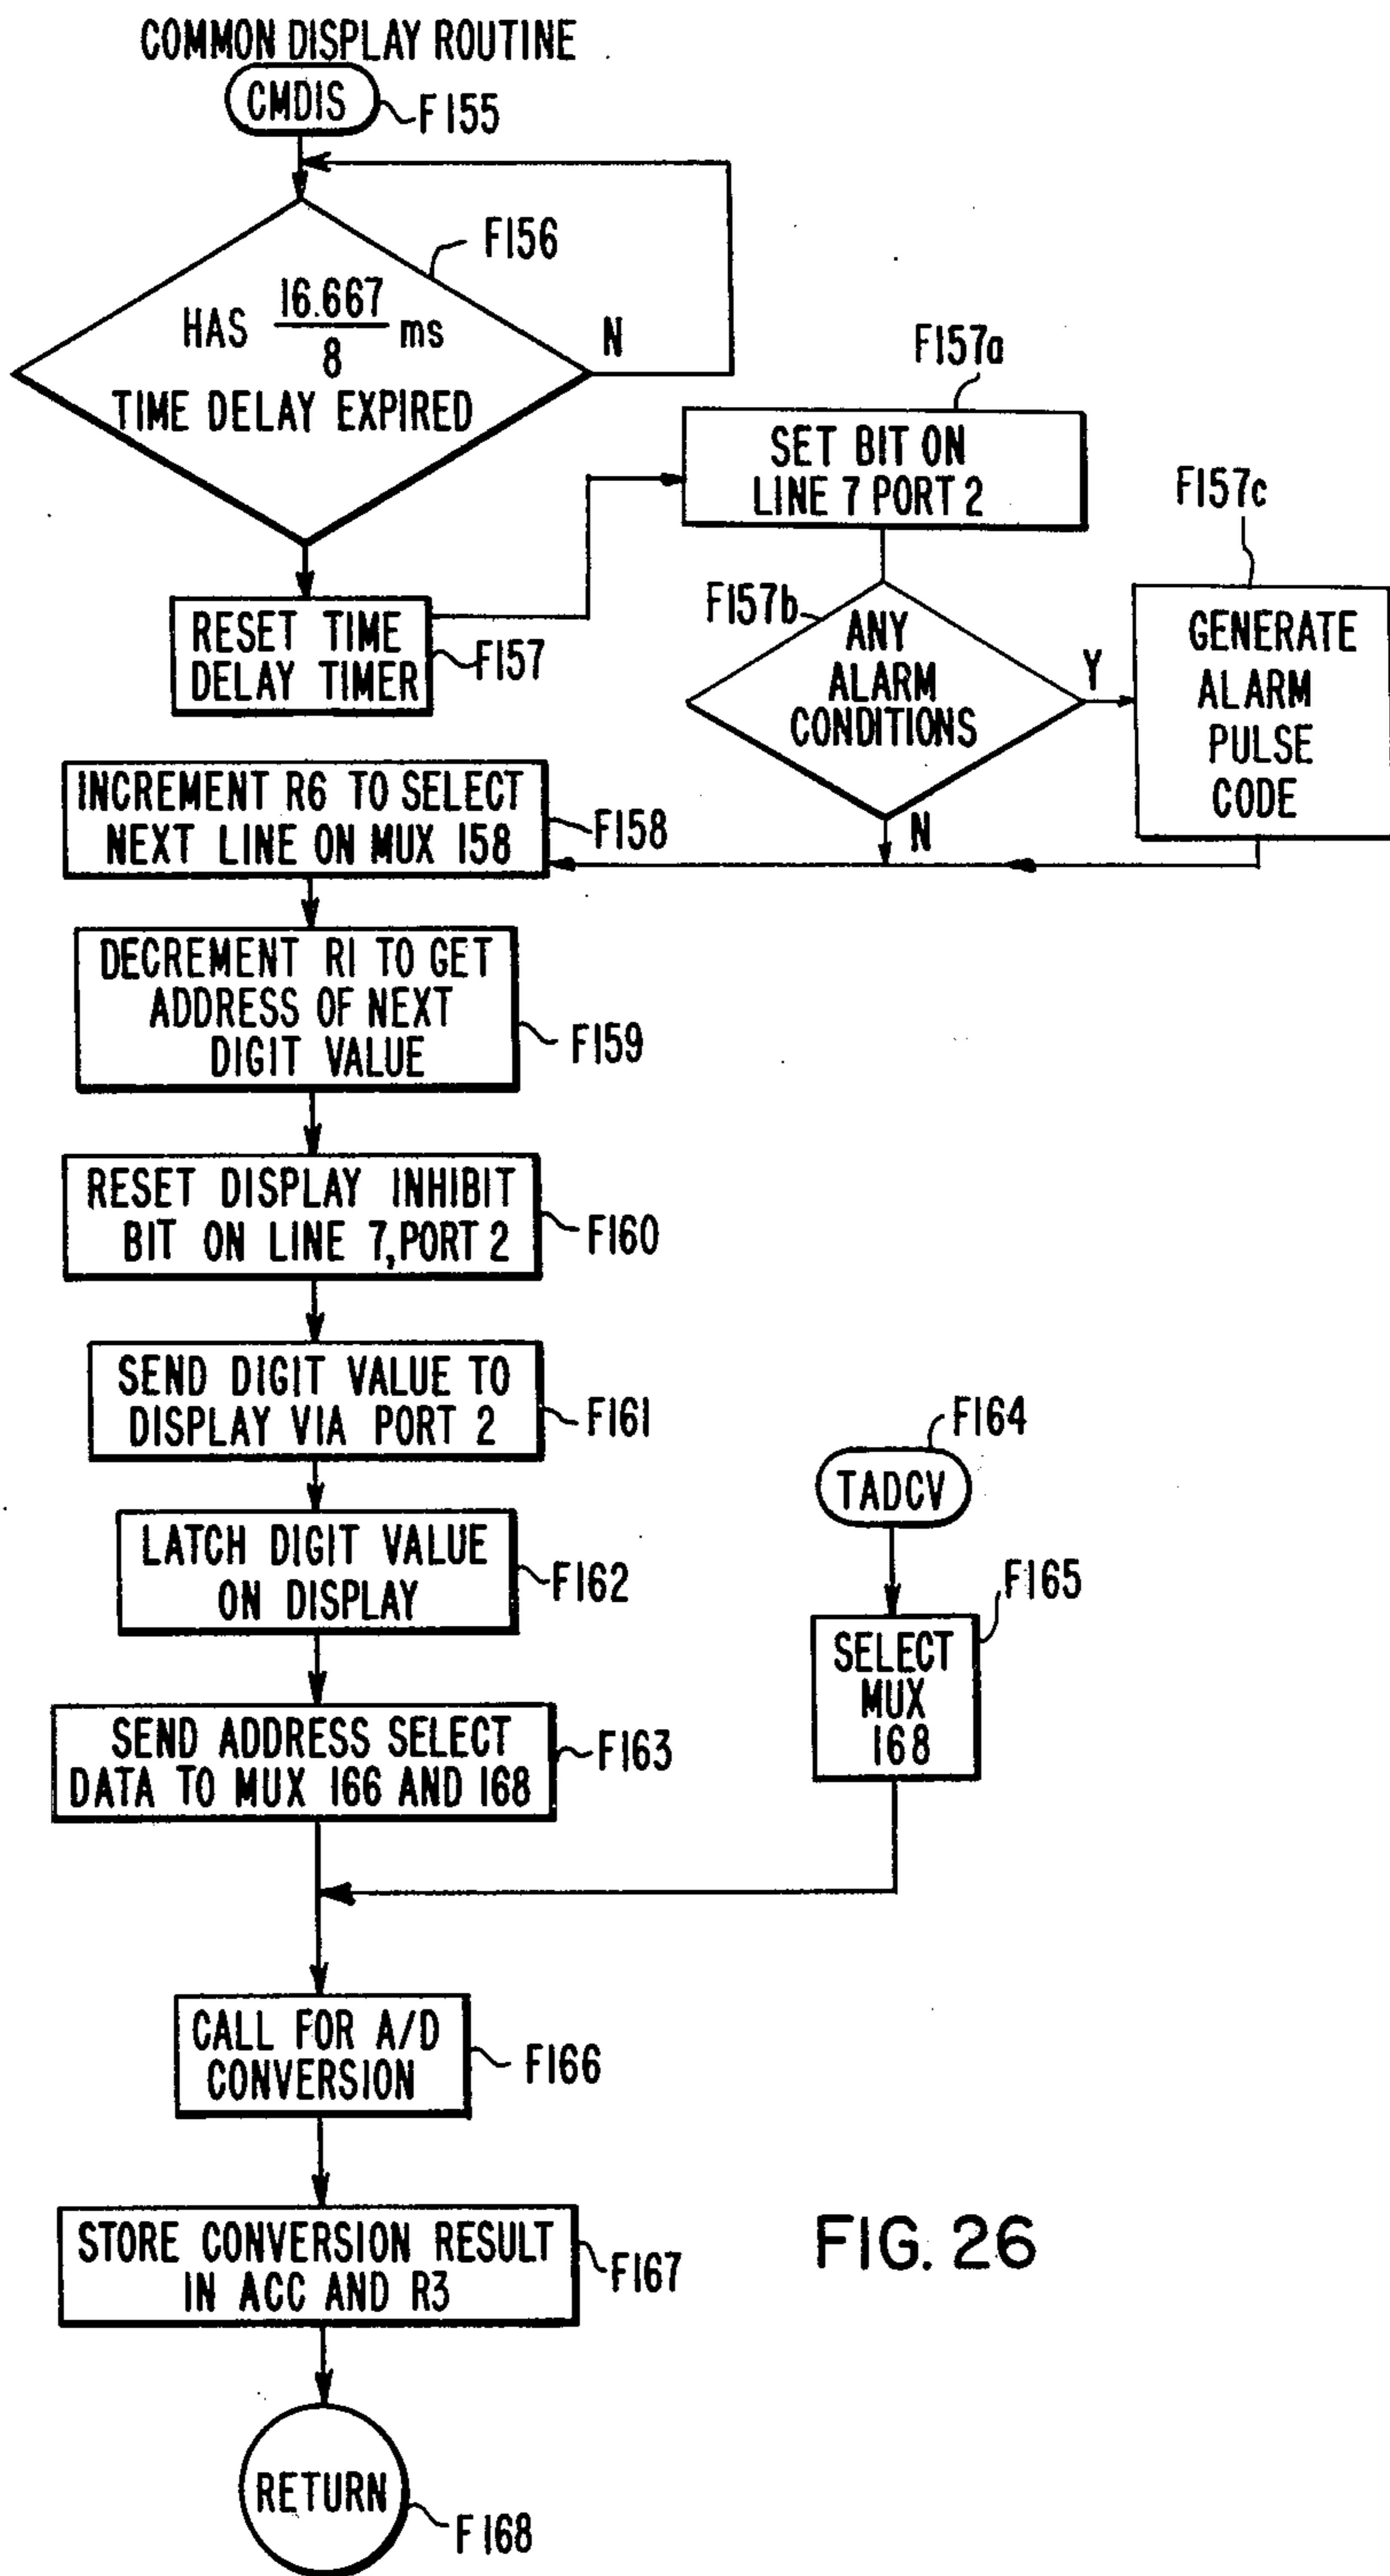 COMMON DISPLAY ROUTINE
CMDIS
F155
F156
HAS 16.667/8 ms
TIME DELAY EXPIRED
N
RESET TIME
DELAY TIMER
F157
F157a
SET BIT ON
LINE 7 PORT 2
F157b
ANY
ALARM
CONDITIONS
Y
N
F157c
GENERATE
ALARM
PULSE
CODE
INCREMENT R6 TO SELECT
NEXT LINE ON MUX 158
F158
DECREMENT R1 TO GET
ADDRESS OF NEXT
DIGIT VALUE
F159
RESET DISPLAY INHIBIT
BIT ON LINE 7, PORT 2
F160
SEND DIGIT VALUE TO
DISPLAY VIA PORT 2
F161
LATCH DIGIT VALUE
ON DISPLAY
F162
SEND ADDRESS SELECT
DATA TO MUX 166 AND 168
F163
F164
TADCV
F165
SELECT
MUX
168
CALL FOR A/D
CONVERSION
F166
STORE CONVERSION RESULT
IN ACC AND R3
F167
RETURN
F168
FIG. 26